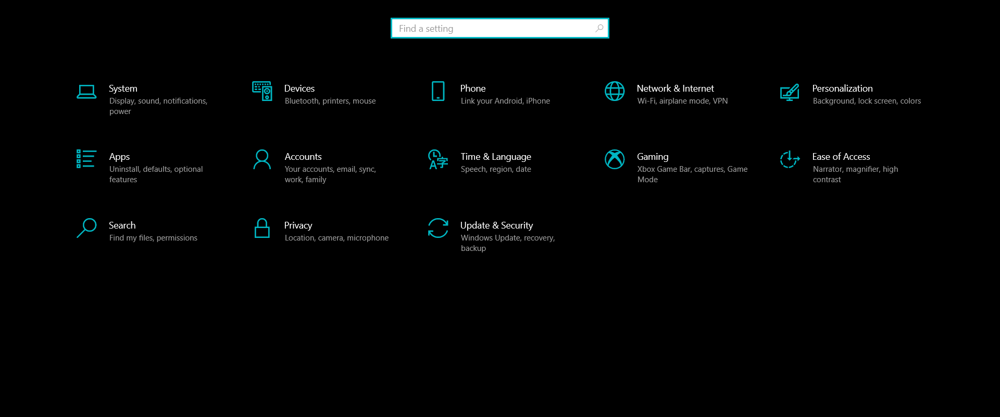 Find a setting
System
Display, sound, notifications,
power
Devices
Bluetooth, printers, mouse
Phone
Link your Android, iPhone
Network & Internet
Wi-Fi, airplane mode, VPN
Personalization
Background, lock screen, colors
Apps
Uninstall, defaults, optional
features
Accounts
Your accounts, email, sync,
work, family
Time & Language
Speech, region, date
Gaming
Xbox Game Bar, captures, Game
Mode
Ease of Access
Narrator, magnifier, high
contrast
Search
Find my files, permissions
Privacy
Location, camera, microphone
Update & Security
Windows Update, recovery,
backup